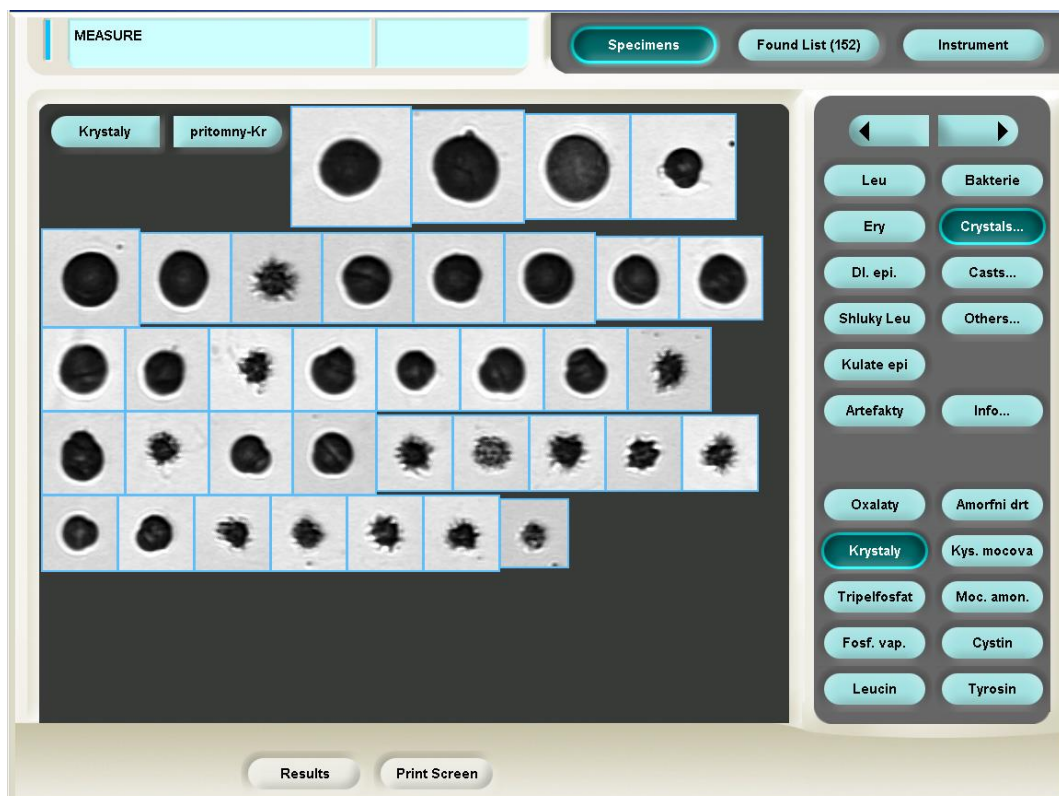 MEASURE
Specimens
Found List (152)
Instrument
Krystaly
pritomny-Kr
Leu
Bakterie
Ery
Crystals...
Dl. epi.
Casts...
Shluky Leu
Others...
Kulate epi
Artefakty
Info...
Oxalaty
Amorfni drt
Krystaly
Kys. mocova
Tripelfosfat
Moc. amon.
Fosf. vap.
Cystin
Leucin
Tyrosin
Results
Print Screen